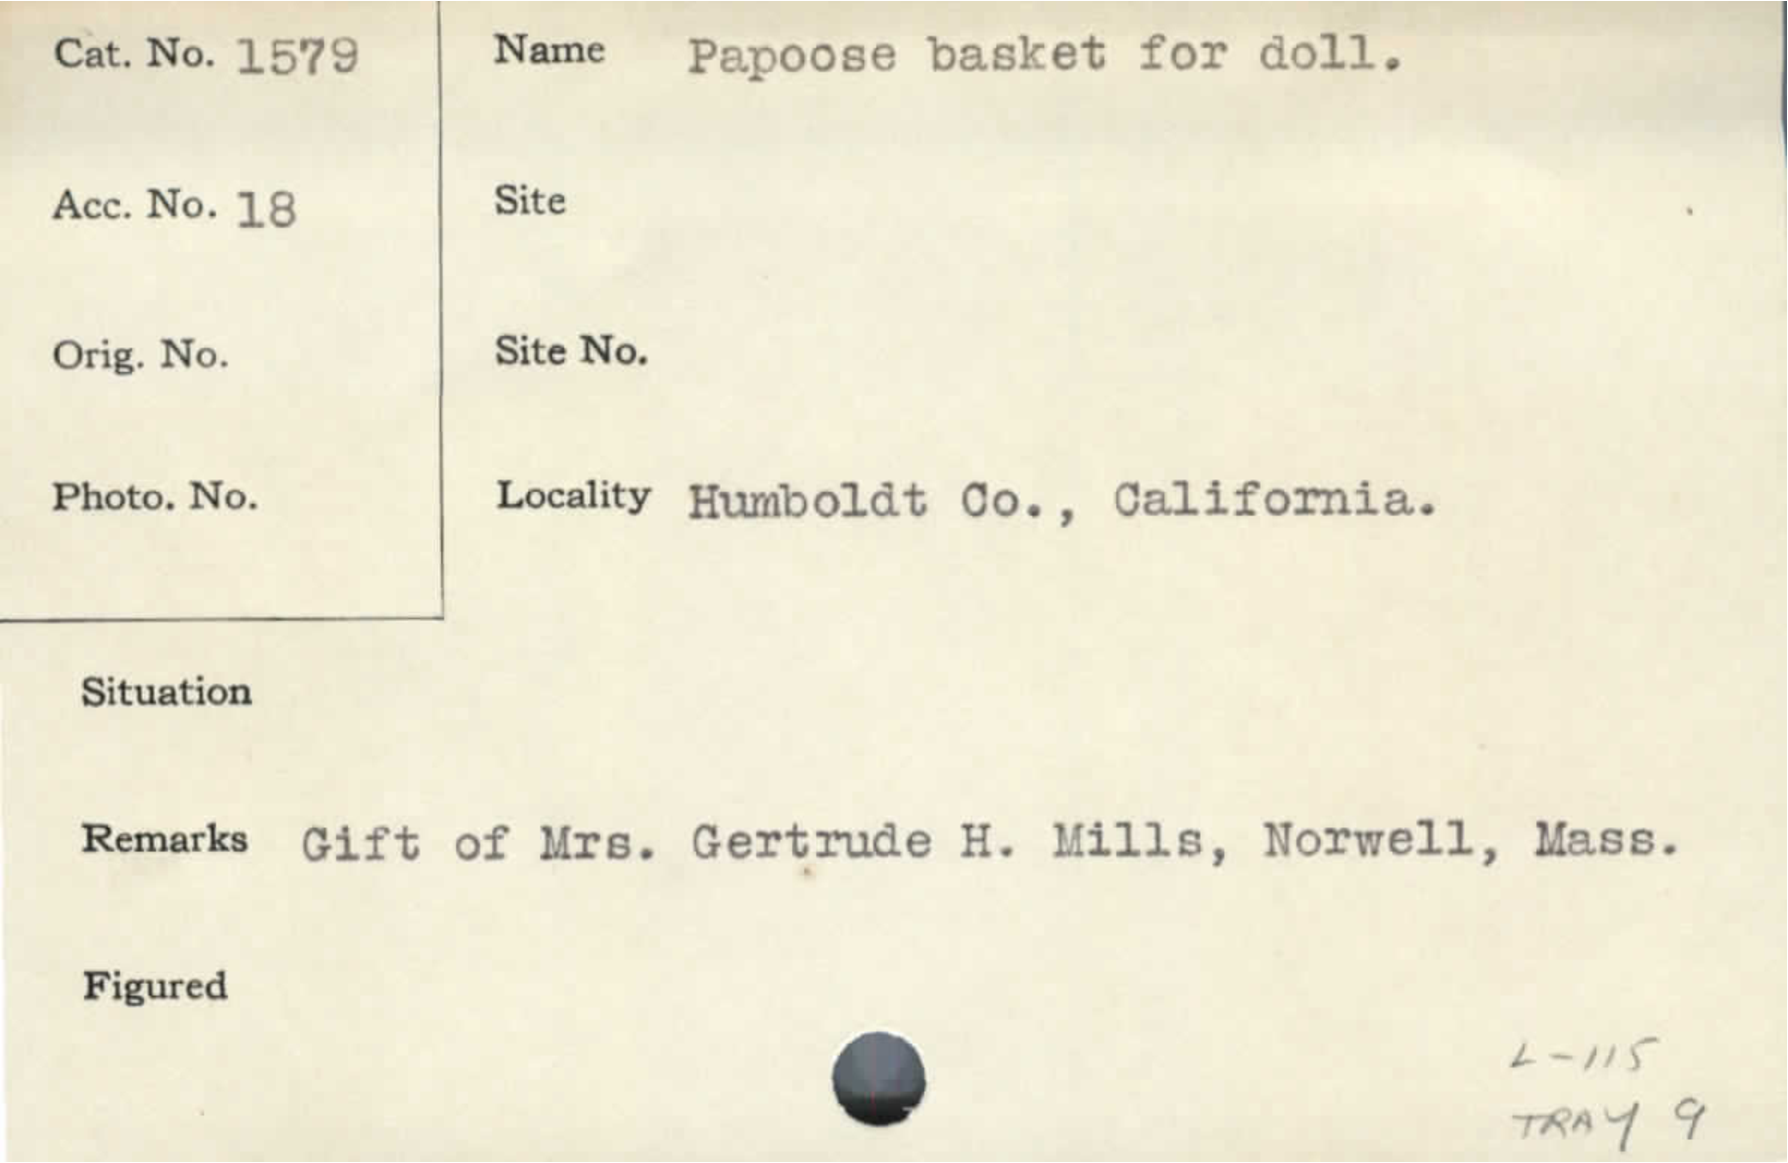 Cat. No. 1579
Name Papoose basket for doll.
Acc. No. 18
Site
Orig. No.
Site No.
Photo. No.
Locality Humboldt Co., California.
Situation
Remarks Gift of Mrs. Gertrude H. Mills, Norwell, Mass.
Figured
L-115
TRAY 9